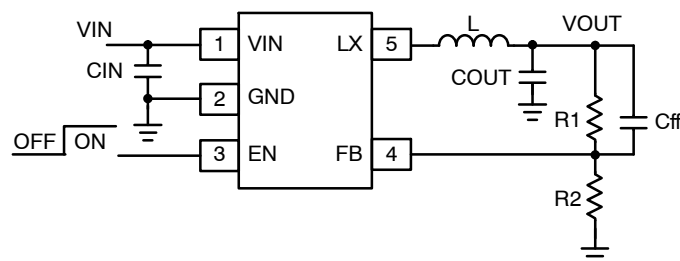 VIN
CIN
OFF ON
1 VIN
2 GND
3 EN
LX 5
FB 4
L
COUT
VOUT
R1
Cff
R2